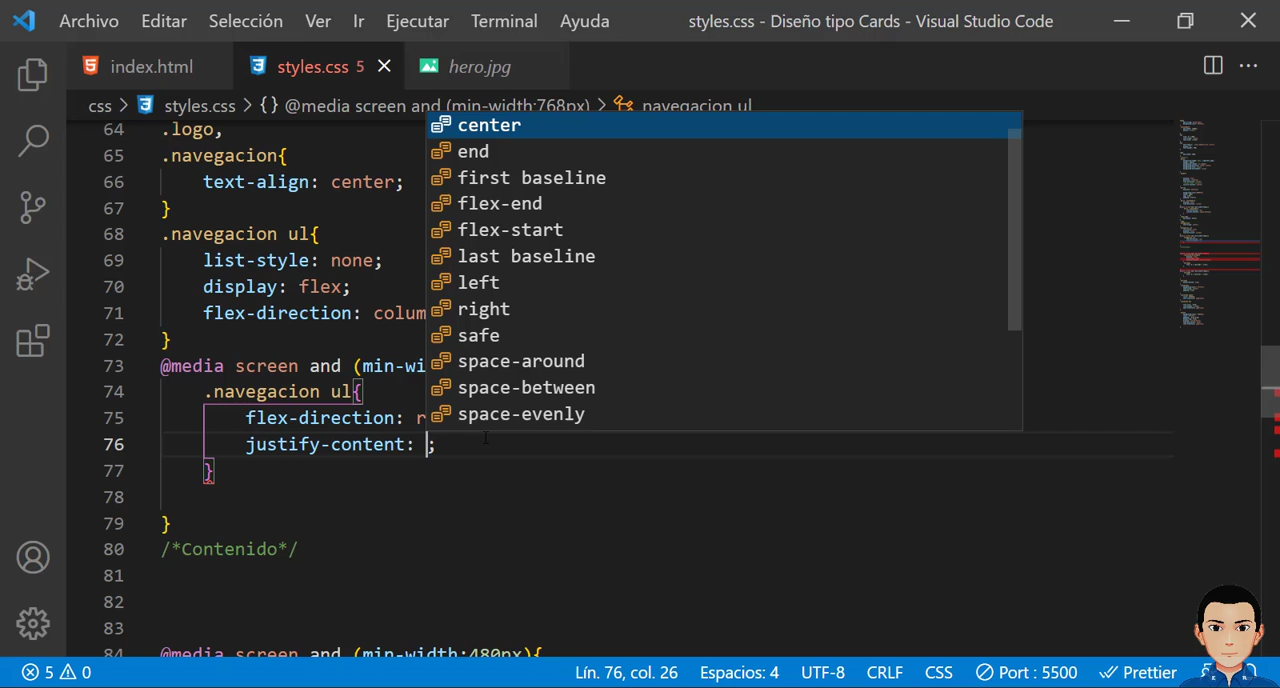 Archivo Editar Selección Ver Ir Ejecutar Terminal Ayuda styles.css - Diseño tipo Cards - Visual Studio Code
index.html styles.css 5 hero.jpg
css styles.css {} @media screen and (min-width:768px) navegacion ul
64 .logo,
65 .navegacion{
66 text-align: center;
67 }
68 .navegacion ul{
69 list-style: none;
70 display: flex;
71 flex-direction: colum
72 }
73 @media screen and (min-wi
74 .navegacion ul{
75 flex-direction: r
76 justify-content: ;
77 }
78
79 }
80 /*Contenido*/
81
82
83
84 @media screen and (min-width:480px){
center
end
first baseline
flex-end
flex-start
last baseline
left
right
safe
space-around
space-between
space-evenly
5 0 Lín. 76, col. 26 Espacios: 4 UTF-8 CRLF CSS Port : 5500 Prettier